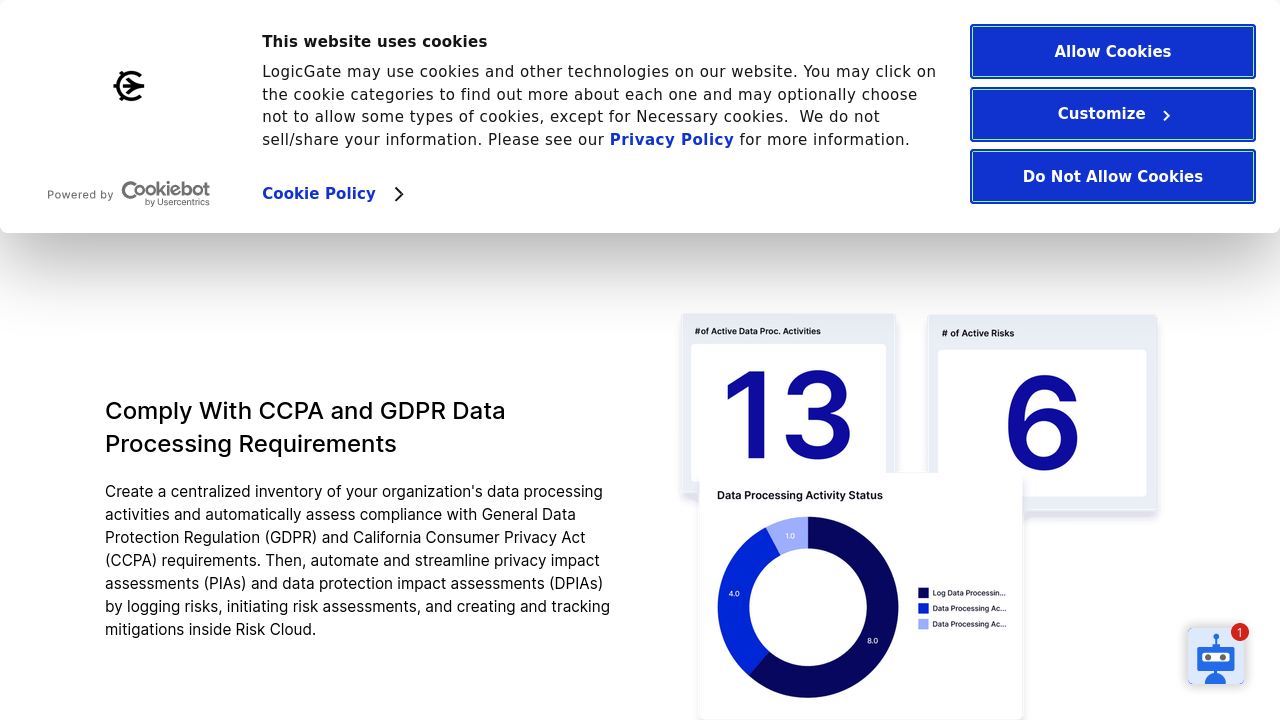 This website uses cookies
LogicGate may use cookies and other technologies on our website. You may click on
the cookie categories to find out more about each one and may optionally choose
not to allow some types of cookies, except for Necessary cookies.  We do not
sell/share your information. Please see our Privacy Policy for more information.
Powered by Cookiebot
by Usercentrics
Cookie Policy
Allow Cookies
Customize
Do Not Allow Cookies
Comply With CCPA and GDPR Data
Processing Requirements
Create a centralized inventory of your organization's data processing
activities and automatically assess compliance with General Data
Protection Regulation (GDPR) and California Consumer Privacy Act
(CCPA) requirements. Then, automate and streamline privacy impact
assessments (PIAs) and data protection impact assessments (DPIAs)
by logging risks, initiating risk assessments, and creating and tracking
mitigations inside Risk Cloud.
#of Active Data Proc. Activities
13
# of Active Risks
6
Data Processing Activity Status
1.0
4.0
8.0
Log Data Processin...
Data Processing Ac...
Data Processing Ac...
1